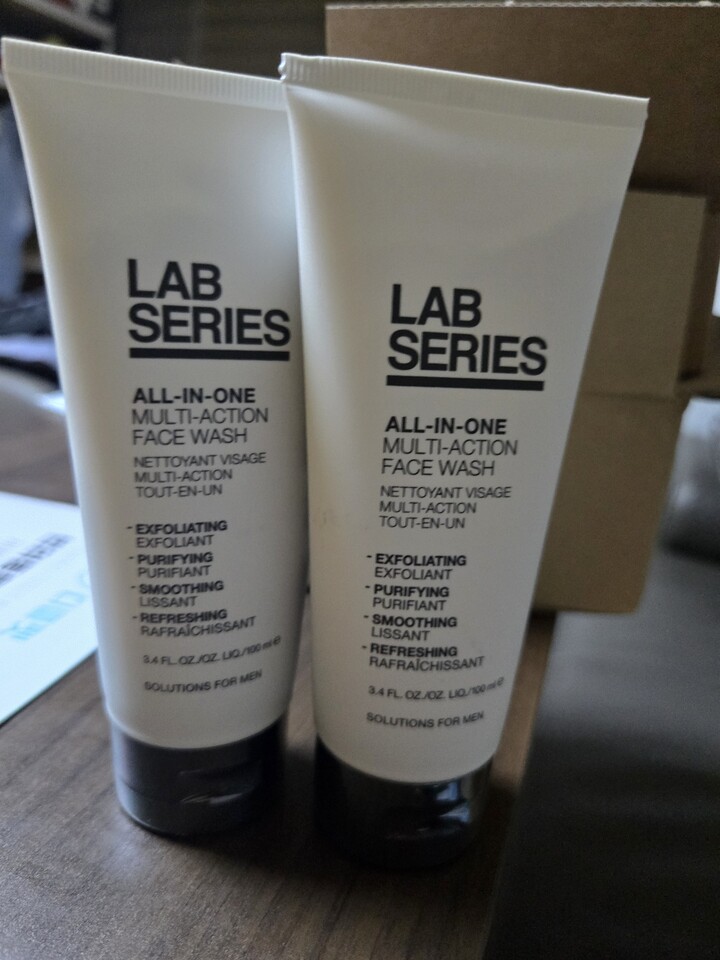 LAB
SERIES
ALL-IN-ONE
MULTI-ACTION
FACE WASH
NETTOYANT VISAGE
MULTI-ACTION
TOUT-EN-UN
- EXFOLIATING
EXFOLIANT
- PURIFYING
PURIFIANT
- SMOOTHING
LISSANT
- REFRESHING
RAFRAÎCHISSANT
3.4 FL. OZ./OZ. LIQ./100 ml ℮
SOLUTIONS FOR MEN
LAB
SERIES
ALL-IN-ONE
MULTI-ACTION
FACE WASH
NETTOYANT VISAGE
MULTI-ACTION
TOUT-EN-UN
- EXFOLIATING
EXFOLIANT
- PURIFYING
PURIFIANT
- SMOOTHING
LISSANT
- REFRESHING
RAFRAÎCHISSANT
3.4 FL. OZ./OZ. LIQ./100 ml ℮
SOLUTIONS FOR MEN